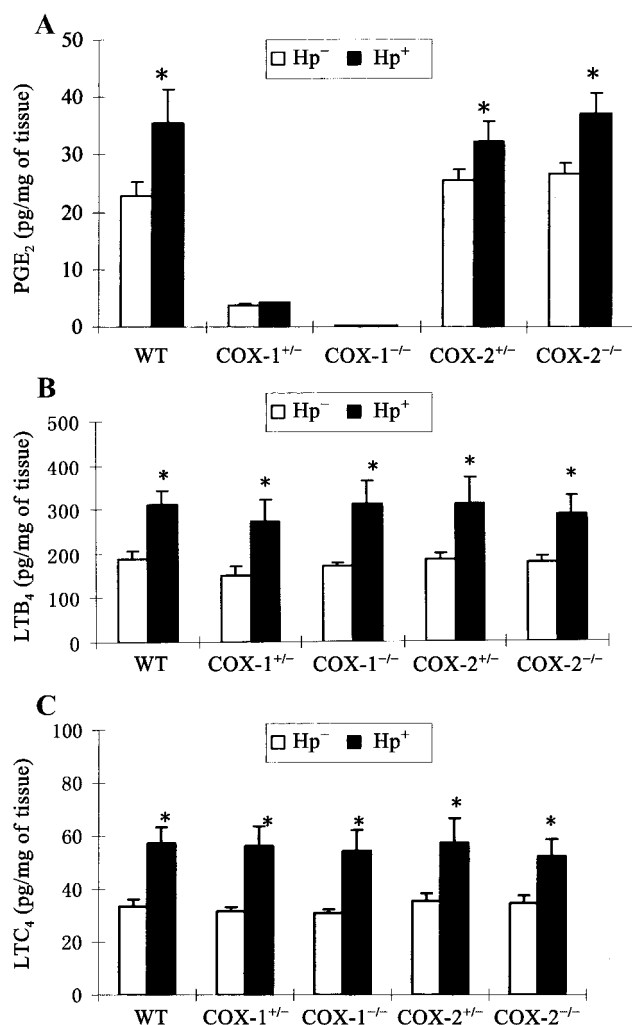 A
Hp⁻ Hp⁺
PGE₂ (pg/mg of tissue)
50
40
30
20
10
0
* * *
WT COX-1⁺/⁻ COX-1⁻/⁻ COX-2⁺/⁻ COX-2⁻/⁻
B
Hp⁻ Hp⁺
LTB₄ (pg/mg of tissue)
500
400
300
200
100
0
* * * * *
WT COX-1⁺/⁻ COX-1⁻/⁻ COX-2⁺/⁻ COX-2⁻/⁻
C
Hp⁻ Hp⁺
LTC₄ (pg/mg of tissue)
100
80
60
40
20
0
* * * * *
WT COX-1⁺/⁻ COX-1⁻/⁻ COX-2⁺/⁻ COX-2⁻/⁻